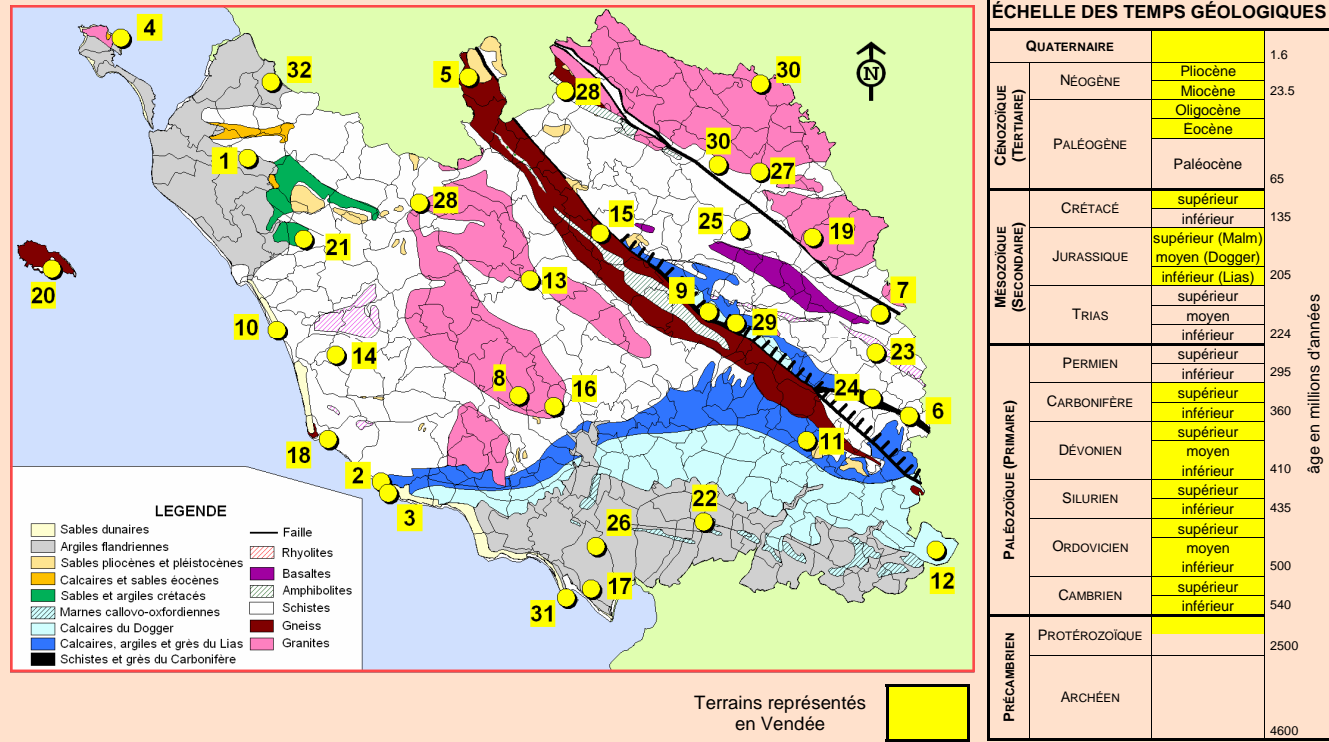 4
32
5
28
30
1
30
27
28
15
25
19
21
20
13
9
7
10
29
14
23
8
16
24
6
11
18
2
3
22
26
12
17
31
N
LEGENDE
Sables dunaires
Argiles flandriennes
Sables pliocènes et pléistocènes
Calcaires et sables éocènes
Sables et argiles crétacés
Marnes callovo-oxfordiennes
Calcaires du Dogger
Calcaires, argiles et grès du Lias
Schistes et grès du Carbonifère
Faille
Rhyolites
Basaltes
Amphibolites
Schistes
Gneiss
Granites
Terrains représentés
en Vendée
ÉCHELLE DES TEMPS GÉOLOGIQUES
QUATERNAIRE
1.6
CÉNOZOÏQUE
(TERTIAIRE)
NÉOGÈNE
Pliocène
Miocène
23.5
PALÉOGÈNE
Oligocène
Eocène
Paléocène
65
MÉSOZOÏQUE
(SECONDAIRE)
CRÉTACÉ
supérieur
inférieur
135
JURASSIQUE
supérieur (Malm)
moyen (Dogger)
inférieur (Lias)
205
TRIAS
supérieur
moyen
inférieur
224
PALÉOZOÏQUE (PRIMAIRE)
PERMIEN
supérieur
inférieur
295
CARBONIFÈRE
supérieur
inférieur
360
DÉVONIEN
supérieur
moyen
inférieur
410
SILURIEN
supérieur
inférieur
435
ORDOVICIEN
supérieur
moyen
inférieur
500
CAMBRIEN
supérieur
inférieur
540
PRÉCAMBRIEN
PROTÉROZOÏQUE
2500
ARCHÉEN
4600
âge en millions d'années